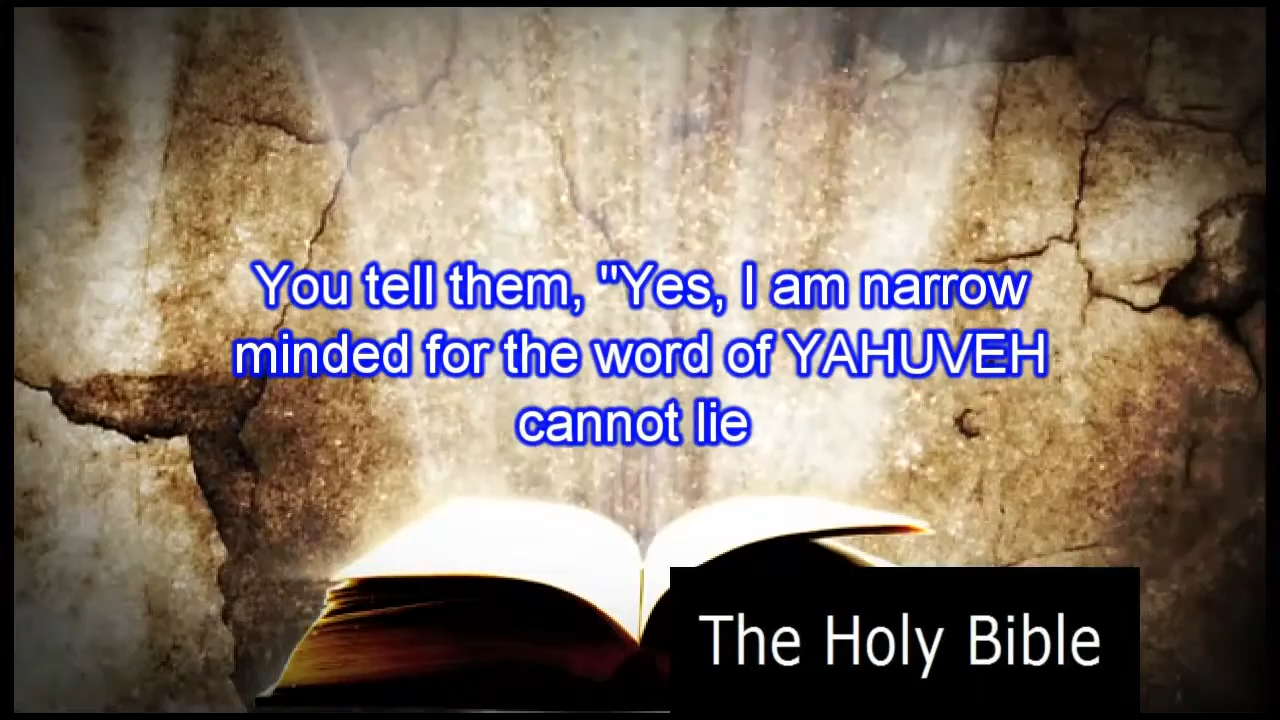 You tell them, "Yes, I am narrow
minded for the word of YAHUVEH
cannot lie
The Holy Bible